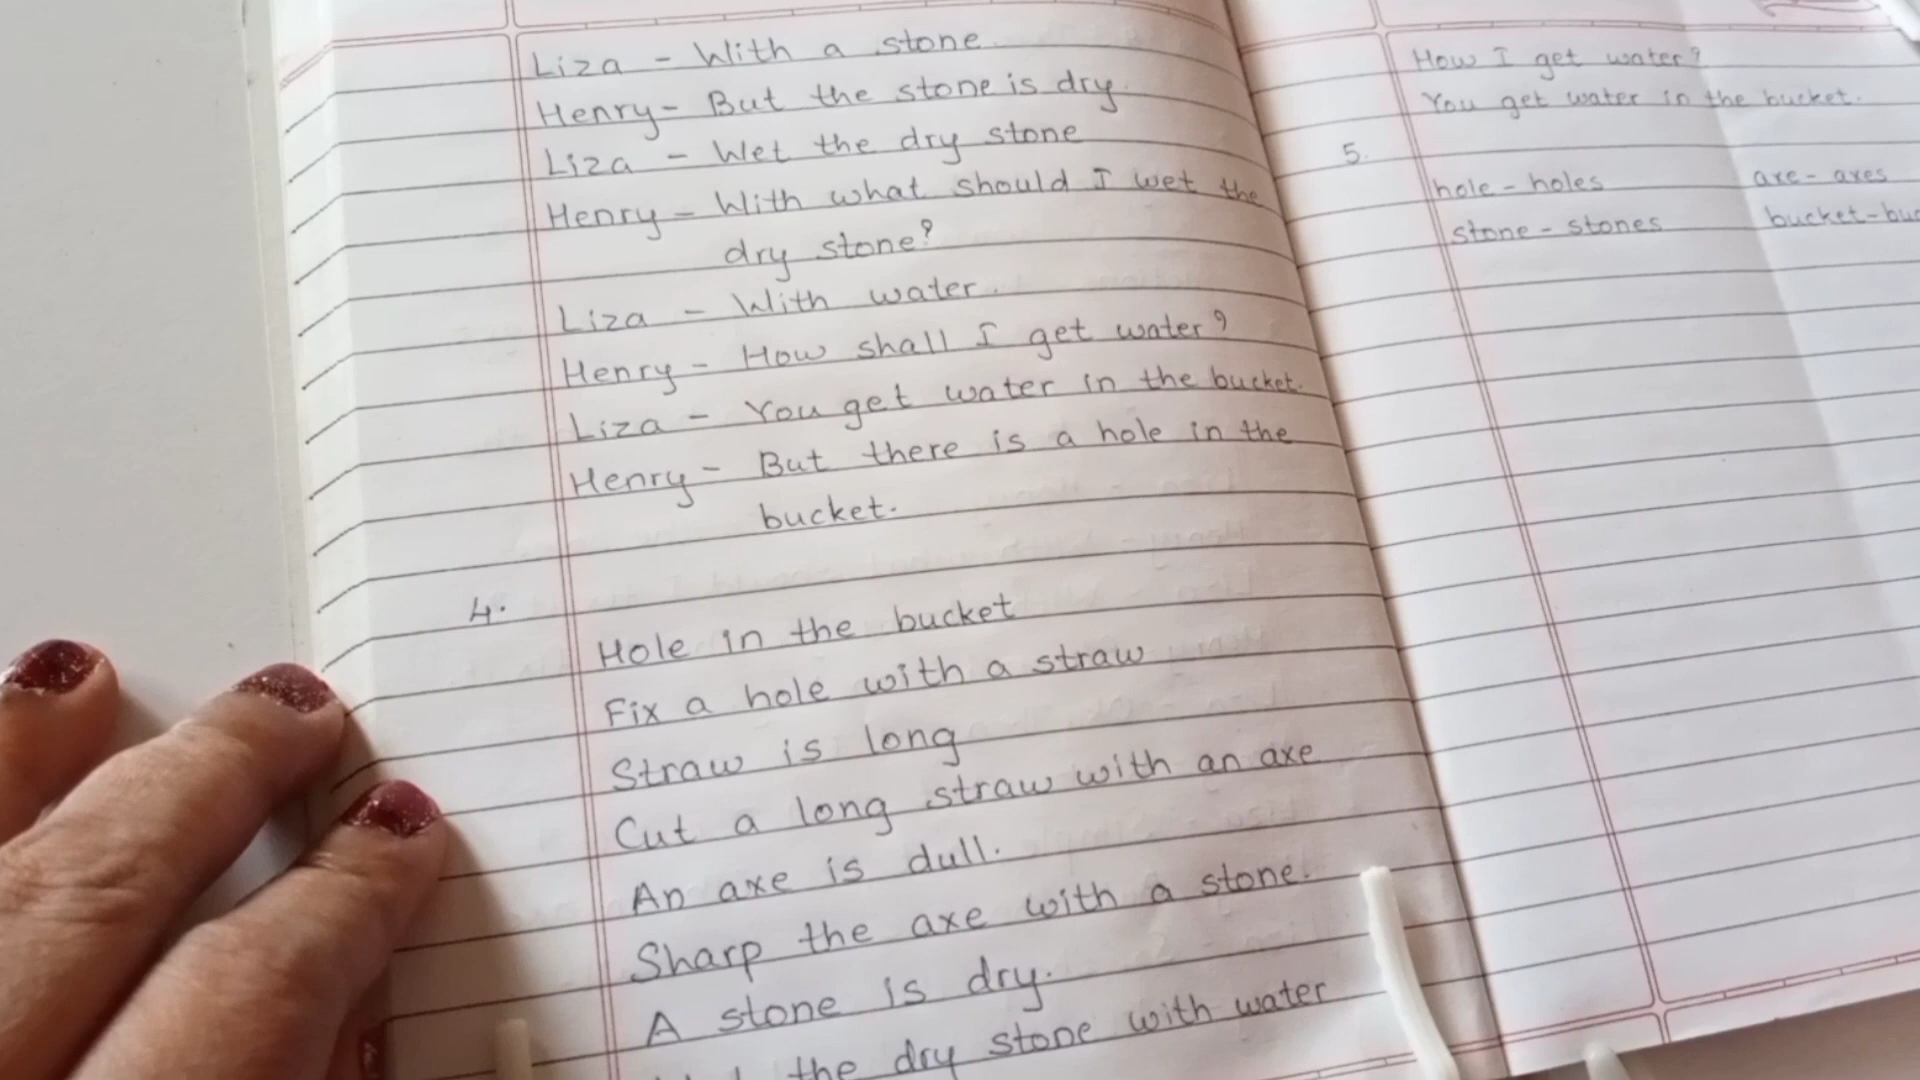 Liza - With a stone
Henry - But the stone is dry.
Liza - Wet the dry stone
Henry - With what should I wet the
dry stone?
Liza - With water.
Henry - How shall I get water?
Liza - You get water in the bucket.
Henry - But there is a hole in the
bucket.
4.
Hole in the bucket
Fix a hole with a straw
Straw is long
Cut a long straw with an axe
An axe is dull.
Sharp the axe with a stone.
A stone is dry.
the dry stone with water
How I get water?
You get water in the bucket.
5.
hole - holes axe - axes
stone - stones bucket -